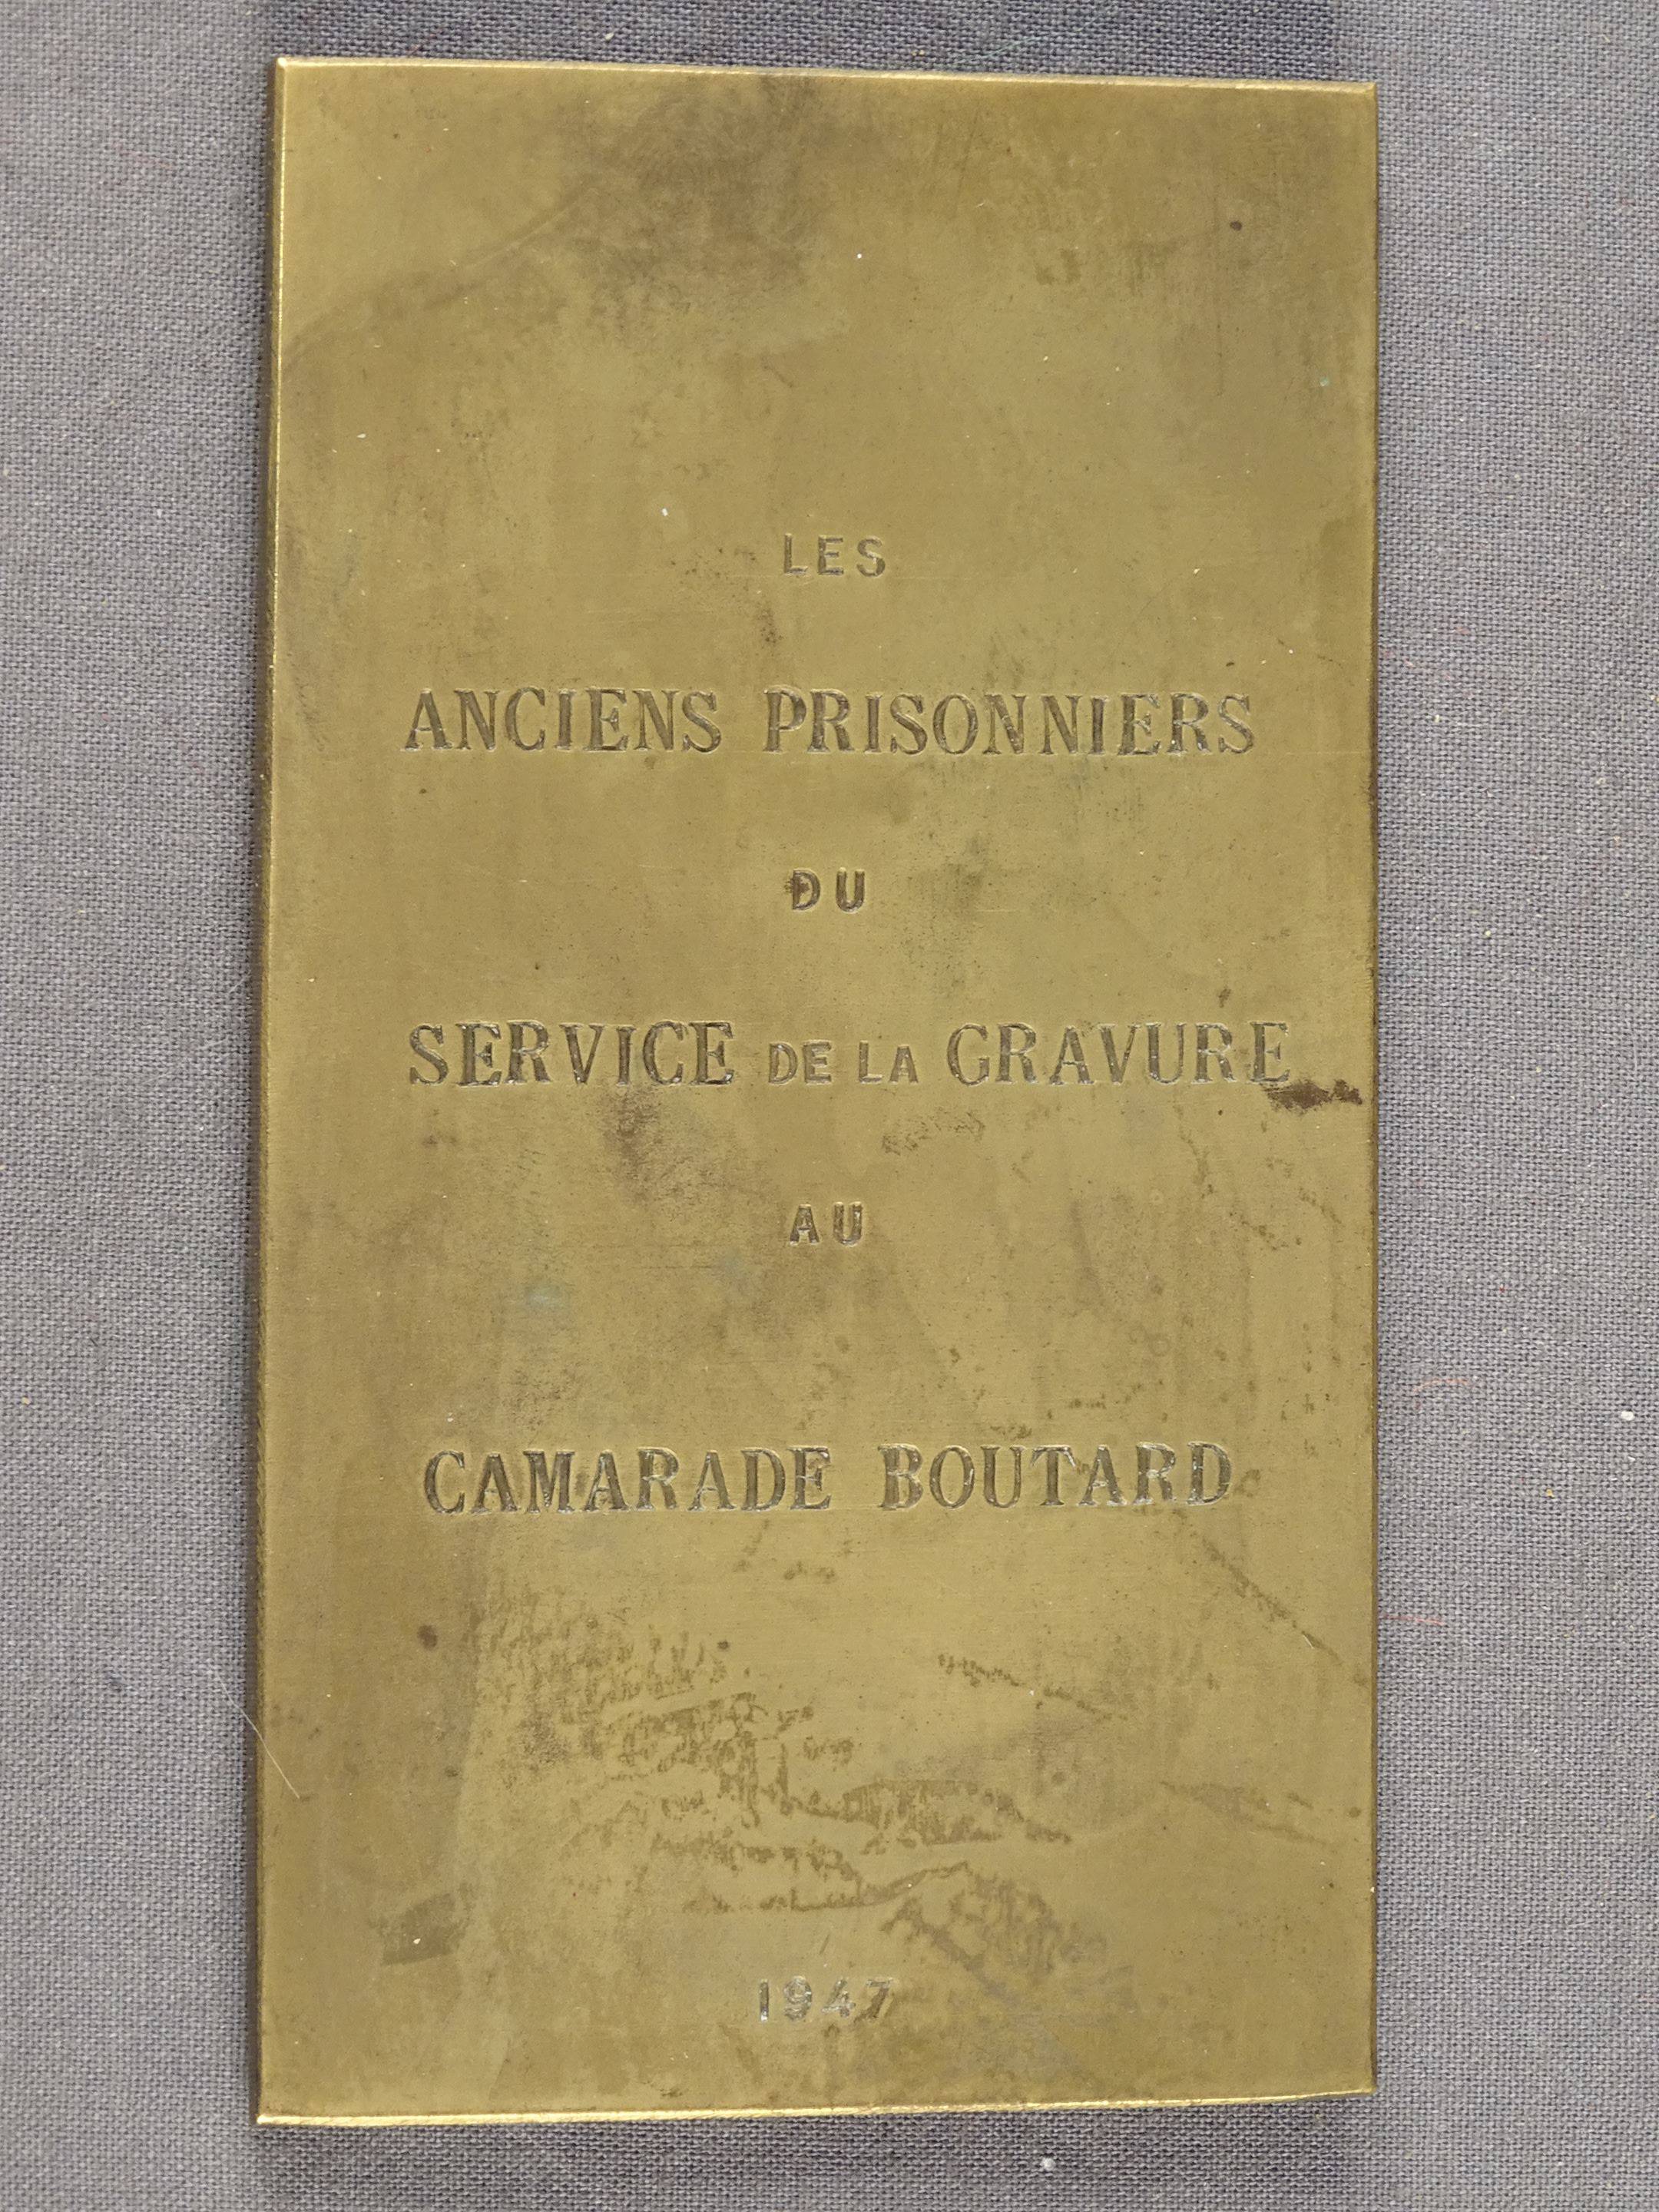 LES
ANCIENS PRISONNIERS
DU
SERVICE DE LA GRAVURE
AU
CAMARADE BOUTARD
1947